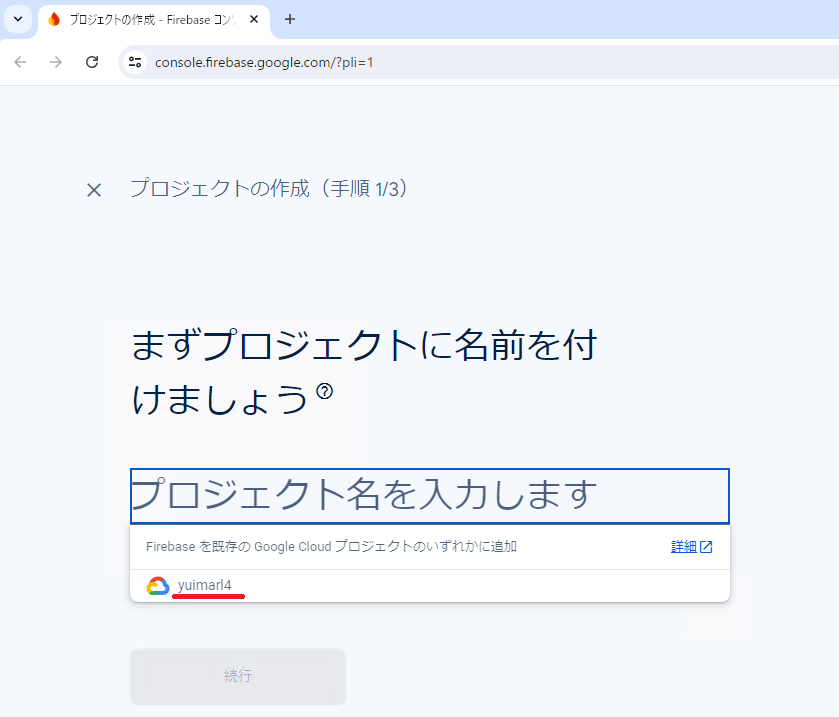 プロジェクトの作成 - Firebase コン
console.firebase.google.com/?pli=1
プロジェクトの作成（手順 1/3）
まずプロジェクトに名前を付
けましょう
プロジェクト名を入力します
Firebase を既存の Google Cloud プロジェクトのいずれかに追加 詳細
yuimarl4
続行